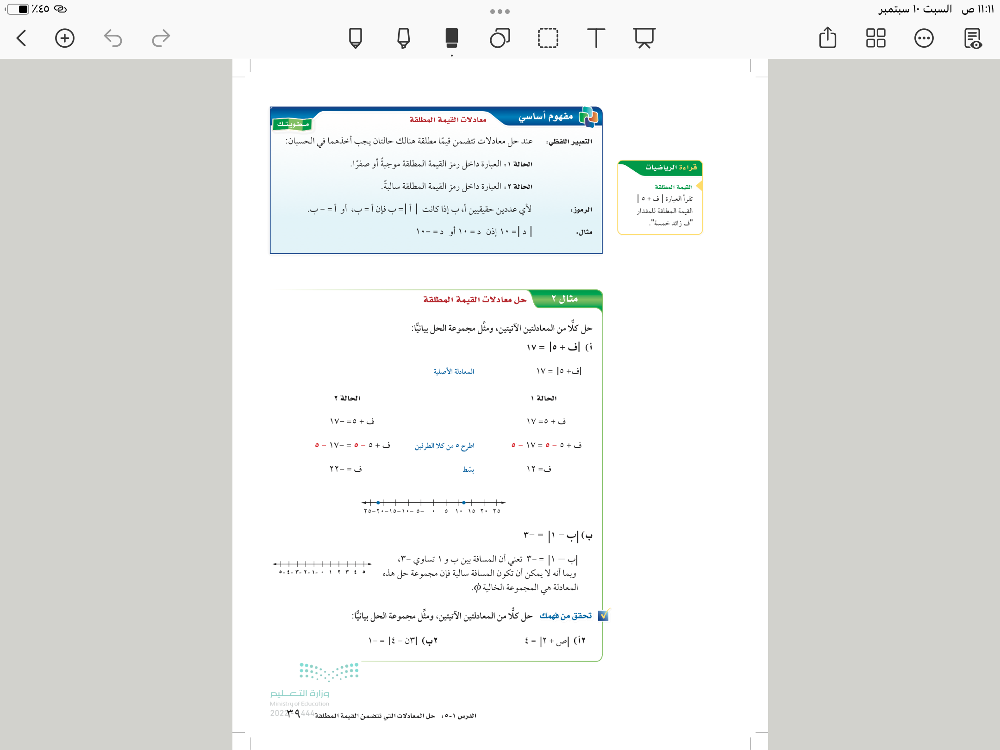 ١١:١١ ص السبت ١٠ سبتمبر
٪٤٥
مفهوم أساسي
معادلات القيمة المطلقة
مـطويتـك
التعبير اللفظي: عند حل معادلات تتضمن قيمًا مطلقة هنالك حالتان يجب أخذهما في الحسبان:
الحالة ١: العبارة داخل رمز القيمة المطلقة موجبةً أو صفرًا.
الحالة ٢: العبارة داخل رمز القيمة المطلقة سالبةً.
الرموز: لأي عددين حقيقيين أ، ب إذا كانت | أ |= ب فإن أ = ب، أو أ = – ب.
مثال: | د |= ١٠ إذن د = ١٠ أو د = –١٠
قراءة الرياضيات
القيمة المطلقة
تقرأ العبارة | ف + ٥ |
القيمة المطلقة للمقدار
"ف زائد خمسة".
مثال ٢
حل معادلات القيمة المطلقة
حل كلًّا من المعادلتين الآتيتين، ومثِّل مجموعة الحل بيانيًّا:
أ) |ف + ٥| = ١٧
|ف+ ٥| = ١٧ المعادلة الأصلية
الحالة ١ الحالة ٢
ف + ٥= ١٧ ف + ٥= –١٧
ف + ٥ – ٥ = ١٧ – ٥ اطرح ٥ من كلا الطرفين ف + ٥ – ٥ = –١٧ – ٥
ف= ١٢ بسّط ف = –٢٢
–٢٥ –٢٠ –١٥ –١٠ –٥ ٠ ٥ ١٠ ١٥ ٢٠ ٢٥
ب) |ب – ١| = –٣
|ب – ١| = –٣ تعني أن المسافة بين ب و ١ تساوي –٣،
وبما أنه لا يمكن أن تكون المسافة سالبة فإن مجموعة حل هذه
المعادلة هي المجموعة الخالية ϕ.
-٥ -٤ -٣ -٢ -١ ٠ ١ ٢ ٣ ٤ ٥
تحقق من فهمك حل كلًّا من المعادلتين الآتيتين، ومثِّل مجموعة الحل بيانيًّا:
٢أ) |ص + ٢| = ٤ ٢ب) |٣ن – ٤| = –١
وزارة التـعـليم
Ministry of Education
2022 - 1444
الدرس ١-٥: حل المعادلات التي تتضمن القيمة المطلقة ٣٩